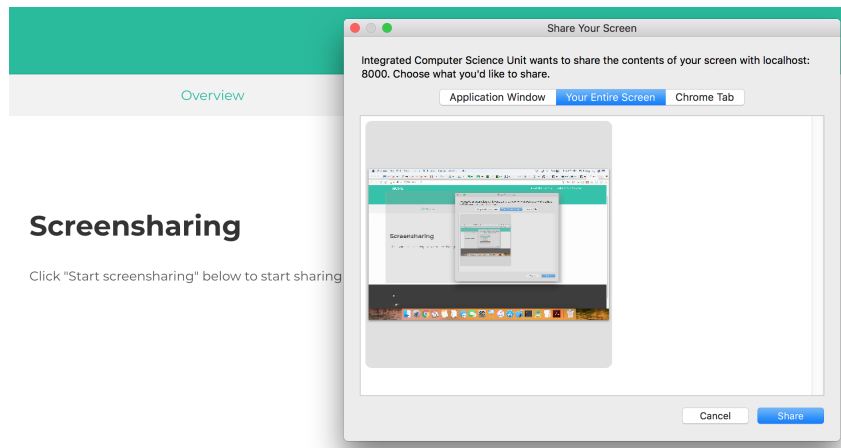 Share Your Screen
Integrated Computer Science Unit wants to share the contents of your screen with localhost:
8000. Choose what you'd like to share.
Application Window Your Entire Screen Chrome Tab
Overview
Screensharing
Click "Start screensharing" below to start sharing
Screensharing
Cancel Share